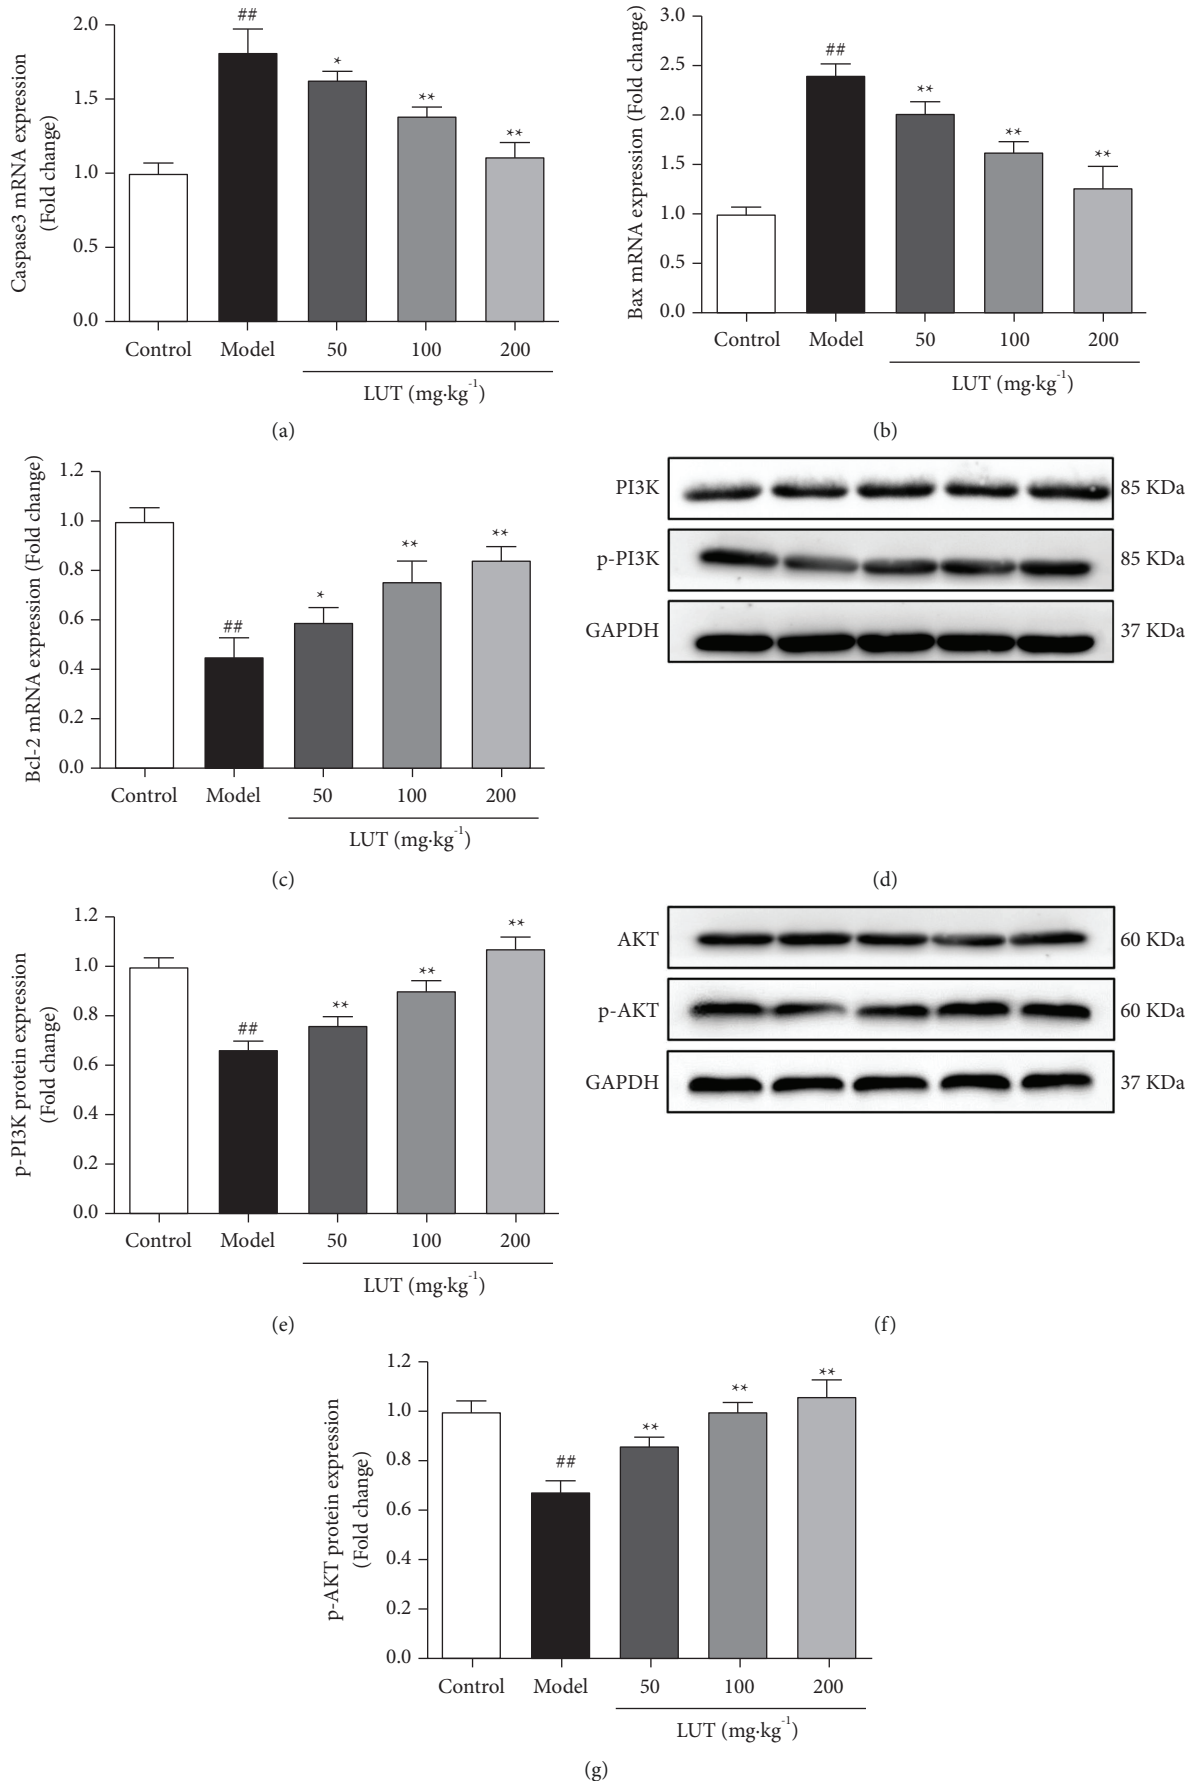 Caspase3 mRNA expression
(Fold change)
2.0
1.5
1.0
0.5
0.0
##
*
**
**
Control Model 50 100 200
LUT (mg·kg⁻¹)
(a)
Bax mRNA expression (Fold change)
3.0
2.5
2.0
1.5
1.0
0.5
0.0
##
**
**
**
Control Model 50 100 200
LUT (mg·kg⁻¹)
(b)
Bcl-2 mRNA expression (Fold change)
1.2
1.0
0.8
0.6
0.4
0.2
0.0
##
*
**
**
Control Model 50 100 200
LUT (mg·kg⁻¹)
(c)
PI3K 85 KDa
p-PI3K 85 KDa
GAPDH 37 KDa
(d)
p-PI3K protein expression
(Fold change)
1.2
1.0
0.8
0.6
0.4
0.2
0.0
##
**
**
**
Control Model 50 100 200
LUT (mg·kg⁻¹)
(e)
AKT 60 KDa
p-AKT 60 KDa
GAPDH 37 KDa
(f)
p-AKT protein expression
(Fold change)
1.2
1.0
0.8
0.6
0.4
0.2
0.0
##
**
**
**
Control Model 50 100 200
LUT (mg·kg⁻¹)
(g)